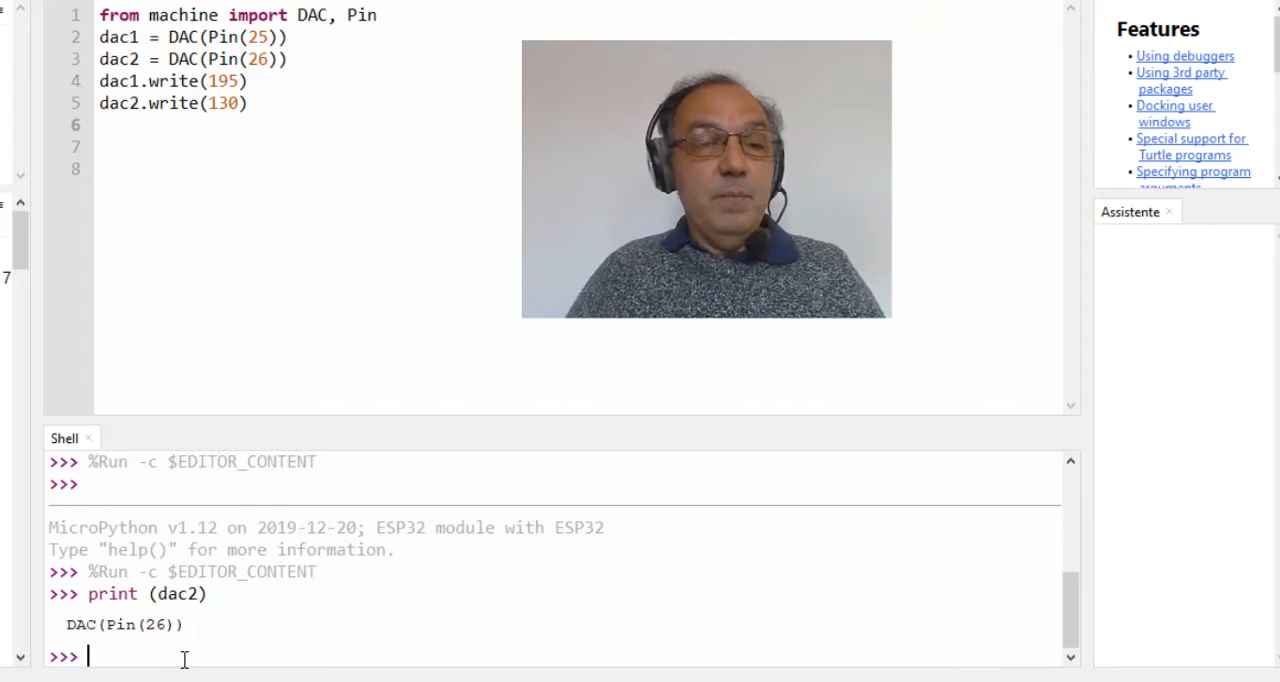 1 from machine import DAC, Pin
2 dac1 = DAC(Pin(25))
3 dac2 = DAC(Pin(26))
4 dac1.write(195)
5 dac2.write(130)
6
7
8
7
Shell ×
>>> %Run -c $EDITOR_CONTENT
>>>
MicroPython v1.12 on 2019-12-20; ESP32 module with ESP32
Type "help()" for more information.
>>> %Run -c $EDITOR_CONTENT
>>> print (dac2)
DAC(Pin(26))
>>>
Features
• Using debuggers
• Using 3rd party
packages
• Docking user
windows
• Special support for
Turtle programs
• Specifying program
arguments
Assistente ×